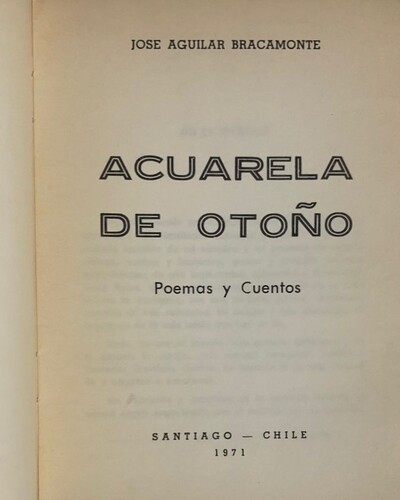 JOSE AGUILAR BRACAMONTE
ACUARELA
DE OTOÑO
Poemas y Cuentos
SANTIAGO — CHILE
1971